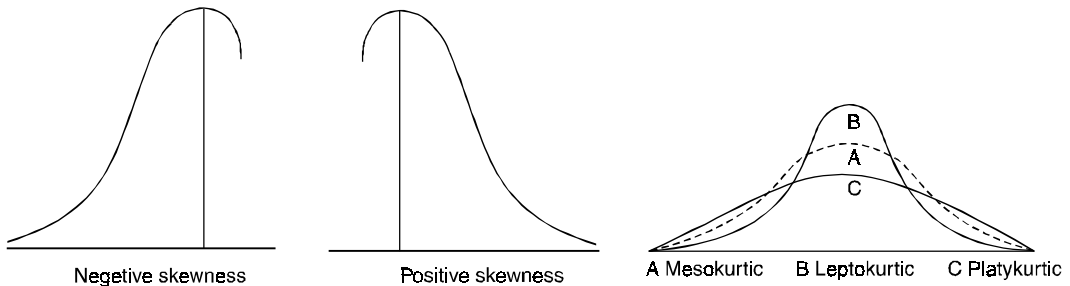 B
A
C
Negetive skewness
Positive skewness
A Mesokurtic B Leptokurtic C Platykurtic